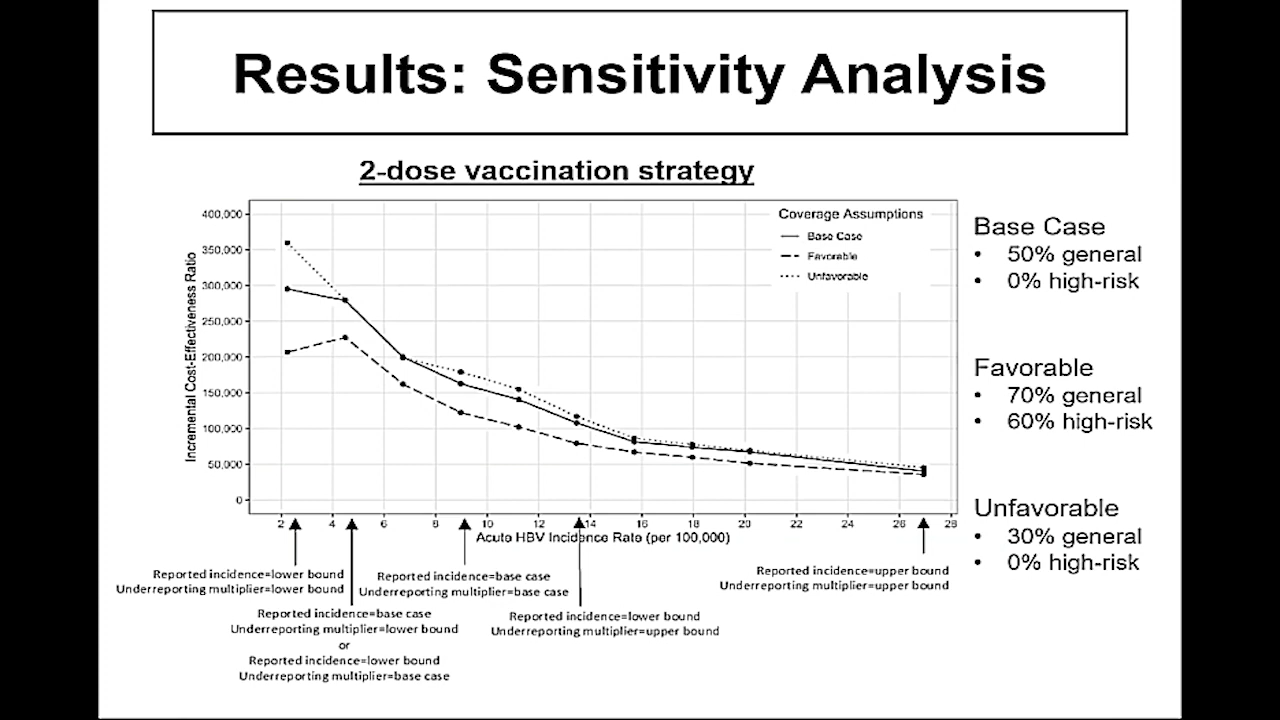 Results: Sensitivity Analysis
2-dose vaccination strategy
Incremental Cost-Effectiveness Ratio
400,000
350,000
300,000
250,000
200,000
150,000
100,000
50,000
0
Coverage Assumptions
Base Case
Favorable
Unfavorable
2 4 6 8 10 12 14 16 18 20 22 24 26 28
Acute HBV Incidence Rate (per 100,000)
Reported incidence=lower bound
Underreporting multiplier=lower bound
Reported incidence=base case
Underreporting multiplier=lower bound
or
Reported incidence=lower bound
Underreporting multiplier=base case
Reported incidence=base case
Underreporting multiplier=base case
Reported incidence=lower bound
Underreporting multiplier=upper bound
Reported incidence=upper bound
Underreporting multiplier=upper bound
Base Case
• 50% general
• 0% high-risk
Favorable
• 70% general
• 60% high-risk
Unfavorable
• 30% general
• 0% high-risk